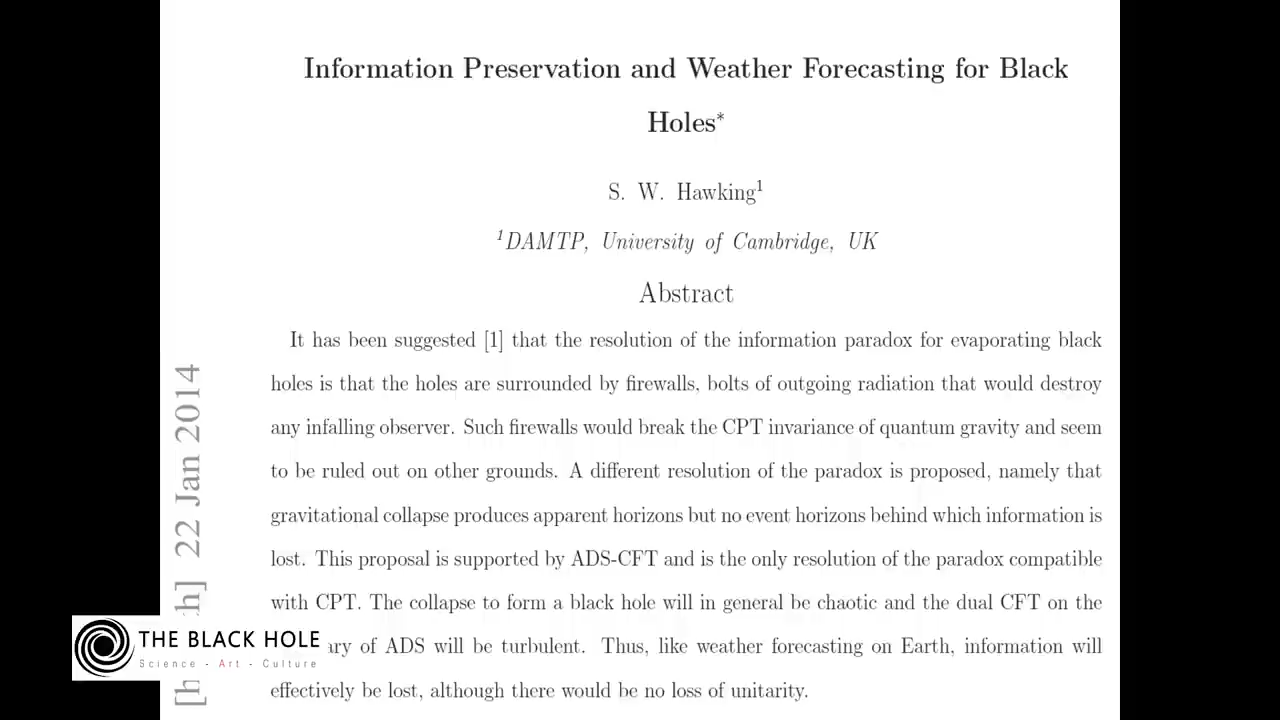 Information Preservation and Weather Forecasting for Black
Holes*
S. W. Hawking¹
¹DAMTP, University of Cambridge, UK
Abstract
It has been suggested [1] that the resolution of the information paradox for evaporating black
holes is that the holes are surrounded by firewalls, bolts of outgoing radiation that would destroy
any infalling observer. Such firewalls would break the CPT invariance of quantum gravity and seem
to be ruled out on other grounds. A different resolution of the paradox is proposed, namely that
gravitational collapse produces apparent horizons but no event horizons behind which information is
lost. This proposal is supported by ADS-CFT and is the only resolution of the paradox compatible
with CPT. The collapse to form a black hole will in general be chaotic and the dual CFT on the
of ADS will be turbulent. Thus, like weather forecasting on Earth, information will
effectively be lost, although there would be no loss of unitarity.
22 Jan 2014
THE BLACK HOLE
Science - Art - Culture